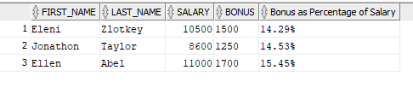 FIRST_NAME LAST_NAME SALARY BONUS Bonus as Percentage of Salary
1 Eleni Zlotkey 10500 1500 14.29%
2 Jonathon Taylor 8600 1250 14.53%
3 Ellen Abel 11000 1700 15.45%